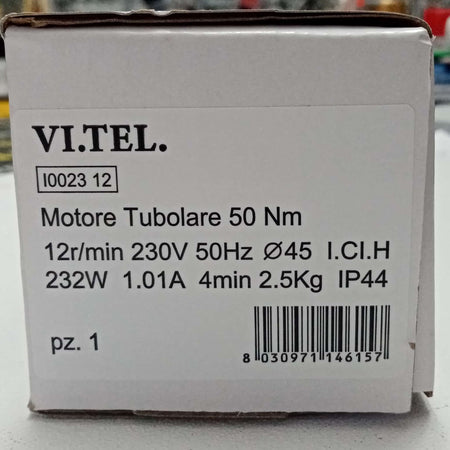 VI.TEL.
I0023 12
Motore Tubolare 50 Nm
12r/min 230V 50Hz Ø45 I.Cl.H
232W 1.01A 4min 2.5Kg IP44
pz. 1
8 030971 146157